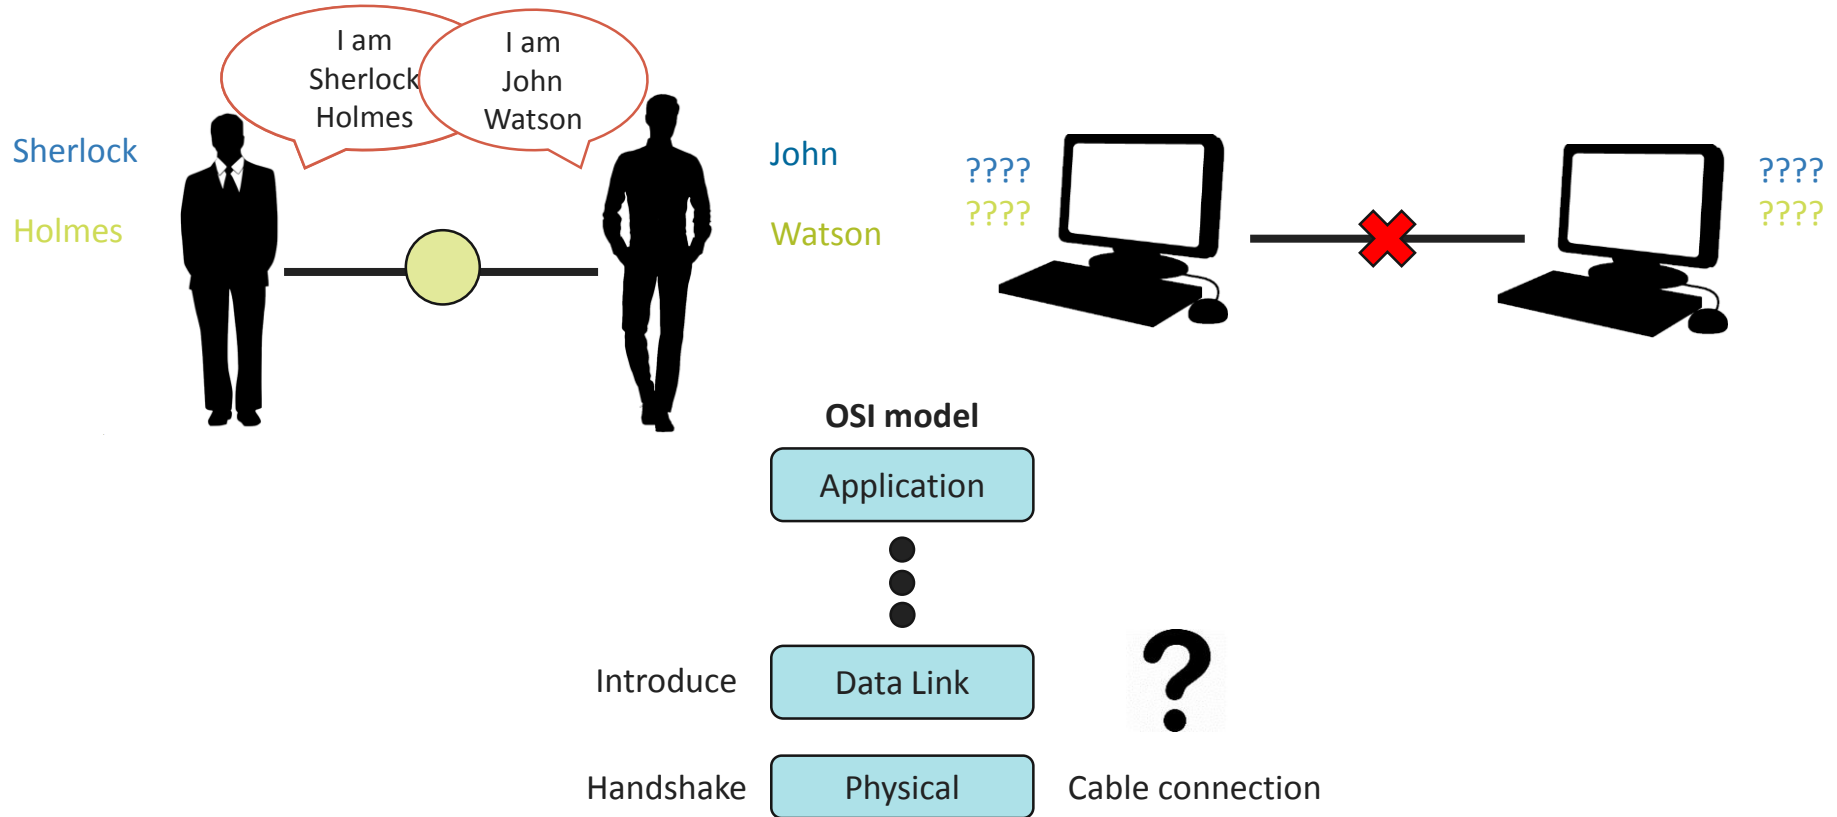 I am
Sherlock
Holmes
I am
John
Watson
Sherlock
Holmes
John
Watson
????
????
????
????
OSI model
Application
Introduce
Data Link
?
Handshake
Physical
Cable connection